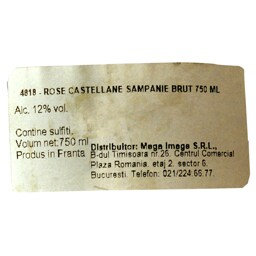 4818 - ROSE CASTELLANE SAMPANIE BRUT 750 ML
Alc. 12% vol.
Contine sulfiti.
Volum net:750 ml
Produs in Franta
Distribuitor: Mega Image S.R.L.,
B-dul Timisoara nr.26, Centrul Comercial
Plaza Romania, etaj 2, sector 6,
Bucuresti. Telefon: 021/224.66.77.